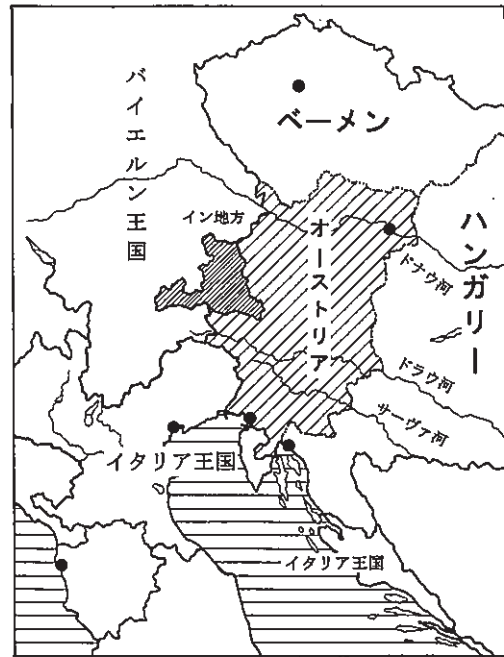 バイエルン王国
ベーメン
イン地方
オーストリア
ハンガリー
ドナウ河
ドラウ河
サーヴァ河
イタリア王国
イタリア王国